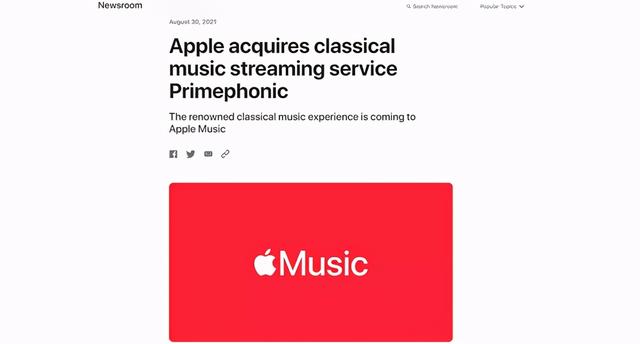 Newsroom
Search Newsroom
Popular Topics
August 30, 2021
Apple acquires classical
music streaming service
Primephonic
The renowned classical music experience is coming to
Apple Music
Music